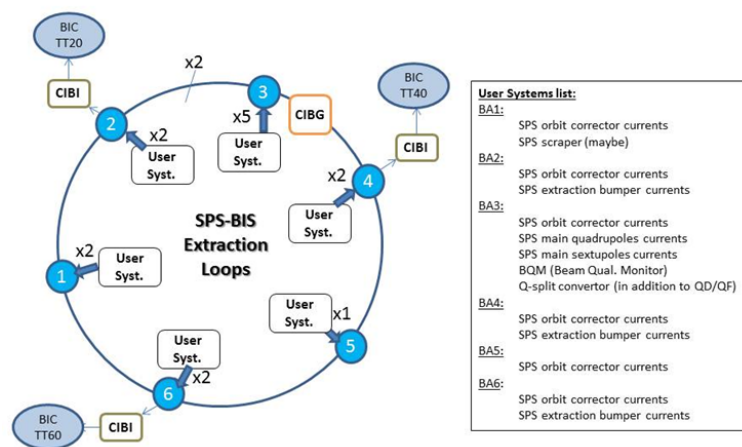 BIC
TT20
CIBI
x2
3
x5
CIBG
BIC
TT40
CIBI
2
x2
User
Syst.
User
Syst.
x2
4
User
Syst.
SPS-BIS
Extraction
Loops
x2
1
User
Syst.
User
Syst.
x1
5
User
Syst.
x2
6
CIBI
BIC
TT60
User Systems list:
BA1:
SPS orbit corrector currents
SPS scraper (maybe)
BA2:
SPS orbit corrector currents
SPS extraction bumper currents
BA3:
SPS orbit corrector currents
SPS main quadrupoles currents
SPS main sextupoles currents
BQM (Beam Qual. Monitor)
Q-split convertor (in addition to QD/QF)
BA4:
SPS orbit corrector currents
SPS extraction bumper currents
BA5:
SPS orbit corrector currents
BA6:
SPS orbit corrector currents
SPS extraction bumper currents